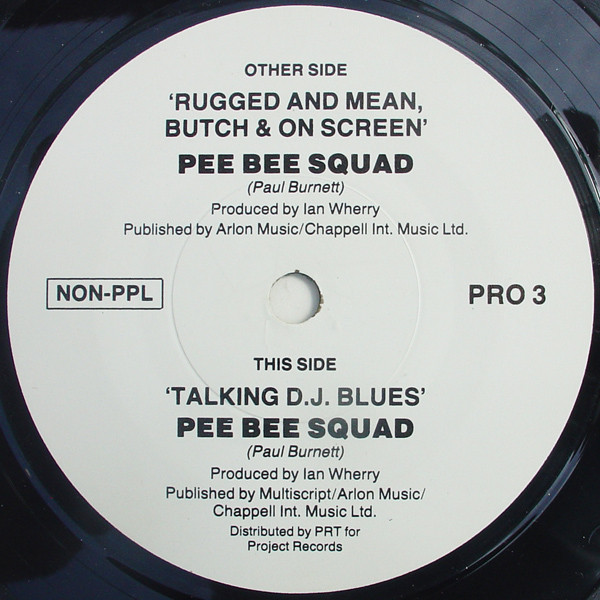 OTHER SIDE
'RUGGED AND MEAN,
BUTCH & ON SCREEN'
PEE BEE SQUAD
(Paul Burnett)
Produced by Ian Wherry
Published by Arlon Music/Chappell Int. Music Ltd.
NON-PPL
PRO 3
THIS SIDE
'TALKING D.J. BLUES'
PEE BEE SQUAD
(Paul Burnett)
Produced by Ian Wherry
Published by Multiscript/Arlon Music/
Chappell Int. Music Ltd.
Distributed by PRT for
Project Records